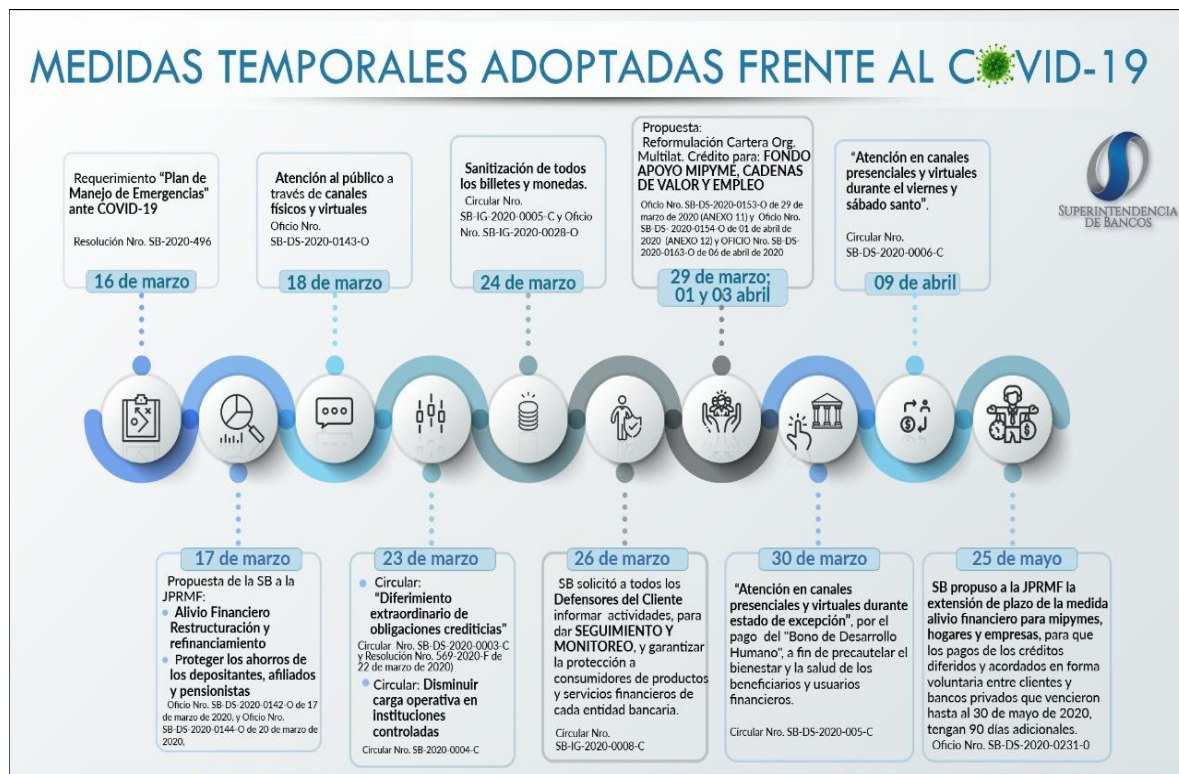 MEDIDAS TEMPORALES ADOPTADAS FRENTE AL COVID-19
SUPERINTENDENCIA
DE BANCOS
Requerimiento "Plan de
Manejo de Emergencias"
ante COVID-19
Resolución Nro. SB-2020-496
16 de marzo
Atención al público a
través de canales
físicos y virtuales
Oficio Nro.
SB-DS-2020-0143-O
18 de marzo
Sanitización de todos
los billetes y monedas.
Circular Nro.
SB-IG-2020-0005-C y Oficio
Nro. SB-IG-2020-0028-O
24 de marzo
Propuesta:
Reformulación Cartera Org.
Multilat. Crédito para: FONDO
APOYO MIPYME, CADENAS
DE VALOR Y EMPLEO
Oficio Nro. SB-DS-2020-0153-O de 29 de
marzo de 2020 (ANEXO 11) y Oficio Nro.
SB-DS- 2020-0154-O de 01 de abril de
2020 (ANEXO 12) y OFICIO Nro. SB-DS-
2020-0163-O de 06 de abril de 2020
29 de marzo;
01 y 03 abril
"Atención en canales
presenciales y virtuales
durante el viernes y
sábado santo".
Circular Nro.
SB-DS-2020-0006-C
09 de abril
17 de marzo
Propuesta de la SB a la
JPRMF:
Alivio Financiero
Restructuración y
refinanciamiento
Proteger los ahorros de
los depositantes, afiliados
y pensionistas
Oficio Nro. SB-DS-2020-0142-O de 17
de marzo de 2020, y Oficio Nro.
SB-DS-2020-0144-O de 20 de marzo de
2020,
23 de marzo
Circular:
"Diferimiento
extraordinario de
obligaciones crediticias"
Circular Nro. SB-DS-2020-0003-C
y Resolución Nro. 569-2020-F de
22 de marzo de 2020)
Circular: Disminuir
carga operativa en
instituciones
controladas
Circular Nro. SB-2020-0004-C
26 de marzo
SB solicitó a todos los
Defensores del Cliente
informar actividades, para
dar SEGUIMIENTO Y
MONITOREO, y garantizar
la protección a
consumidores de productos
y servicios financieros de
cada entidad bancaria.
Circular Nro.
SB-IG-2020-0008-C
30 de marzo
"Atención en canales
presenciales y virtuales durante
estado de excepción", por el
pago del "Bono de Desarrollo
Humano", a fin de precautelar el
bienestar y la salud de los
beneficiarios y usuarios
financieros.
Circular Nro. SB-DS-2020-005-C
25 de mayo
SB propuso a la JPRMF la
extensión de plazo de la medida
alivio financiero para mipymes,
hogares y empresas, para que
los pagos de los créditos
diferidos y acordados en forma
voluntaria entre clientes y
bancos privados que vencieron
hasta al 30 de mayo de 2020,
tengan 90 días adicionales.
Oficio Nro. SB-DS-2020-0231-0